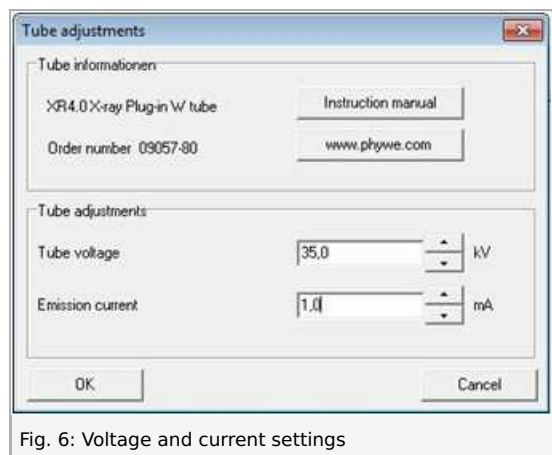 Tube adjustments
Tube informationen
XR4.0 X-ray Plug-in W tube
Instruction manual
Order number 09057-80
www.phywe.com
Tube adjustments
Tube voltage 35,0 kV
Emission current 1,0 mA
OK Cancel
Fig. 6: Voltage and current settings